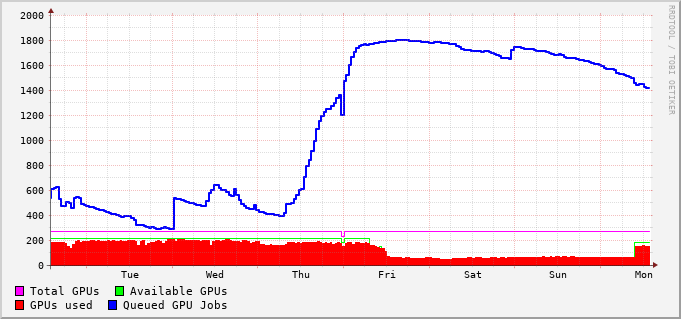 RRDTOOL / TOBI OETIKER
2000
1800
1600
1400
1200
1000
800
600
400
200
0
Tue Wed Thu Fri Sat Sun Mon
Total GPUs Available GPUs
GPUs used Queued GPU Jobs